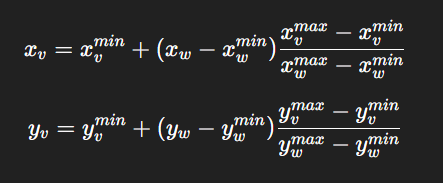 x_v = x_v^{min} + (x_w − x_w^{min}) \frac{x_v^{max} − x_v^{min}}{x_w^{max} − x_w^{min}}
y_v = y_v^{min} + (y_w − y_w^{min}) \frac{y_v^{max} − y_v^{min}}{y_w^{max} − y_w^{min}}